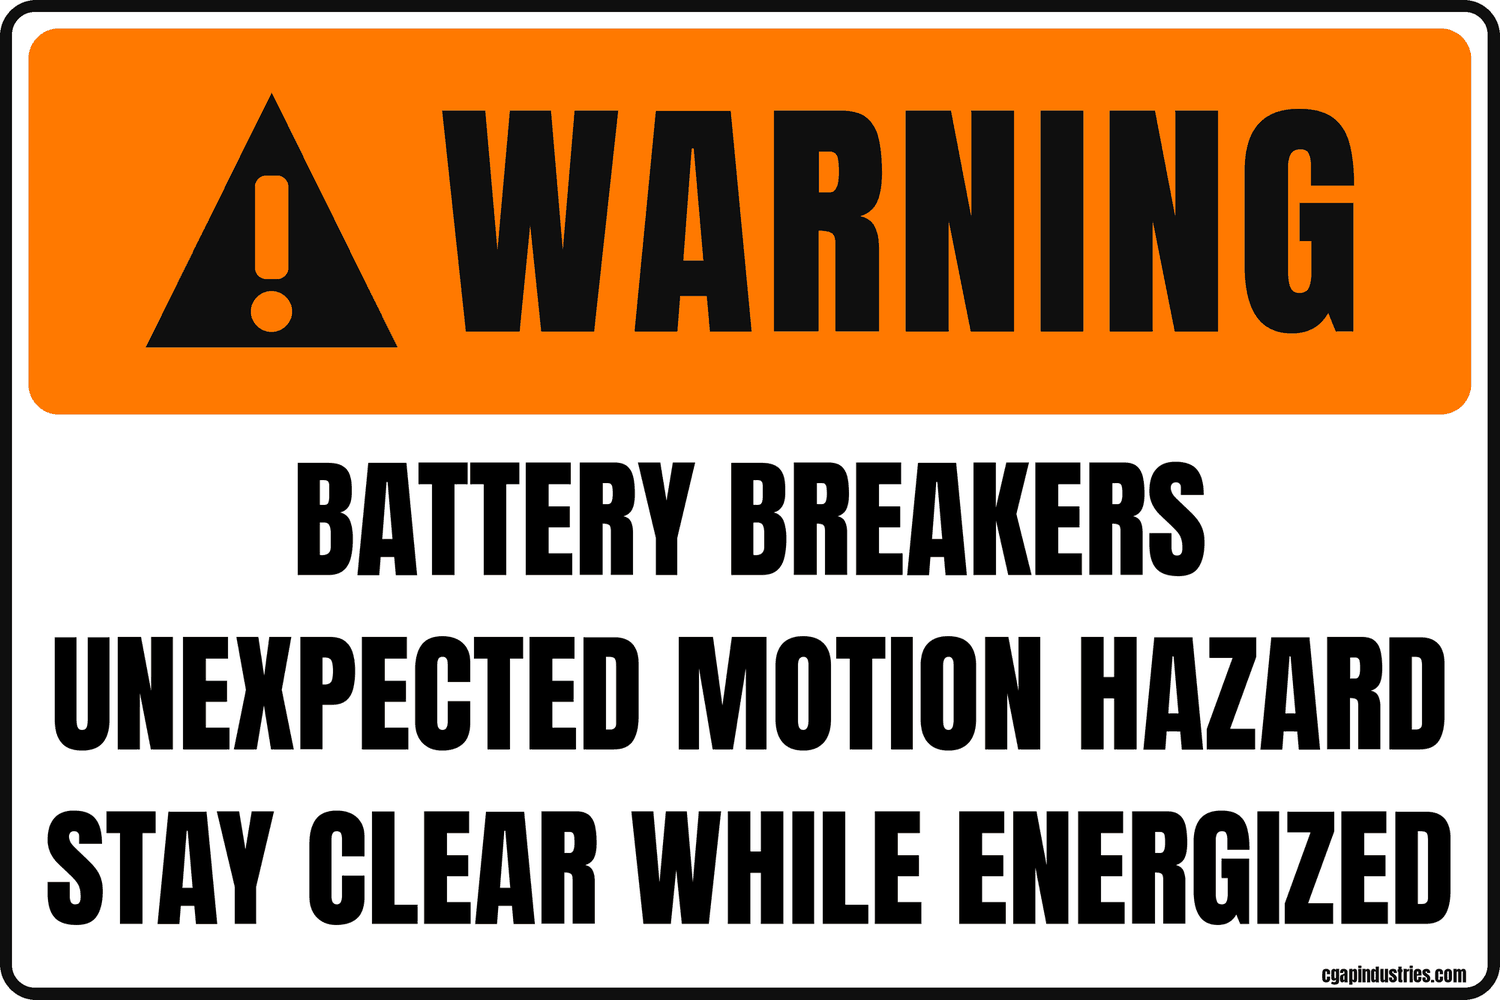 WARNING
BATTERY BREAKERS
UNEXPECTED MOTION HAZARD
STAY CLEAR WHILE ENERGIZED
cgapindustries.com